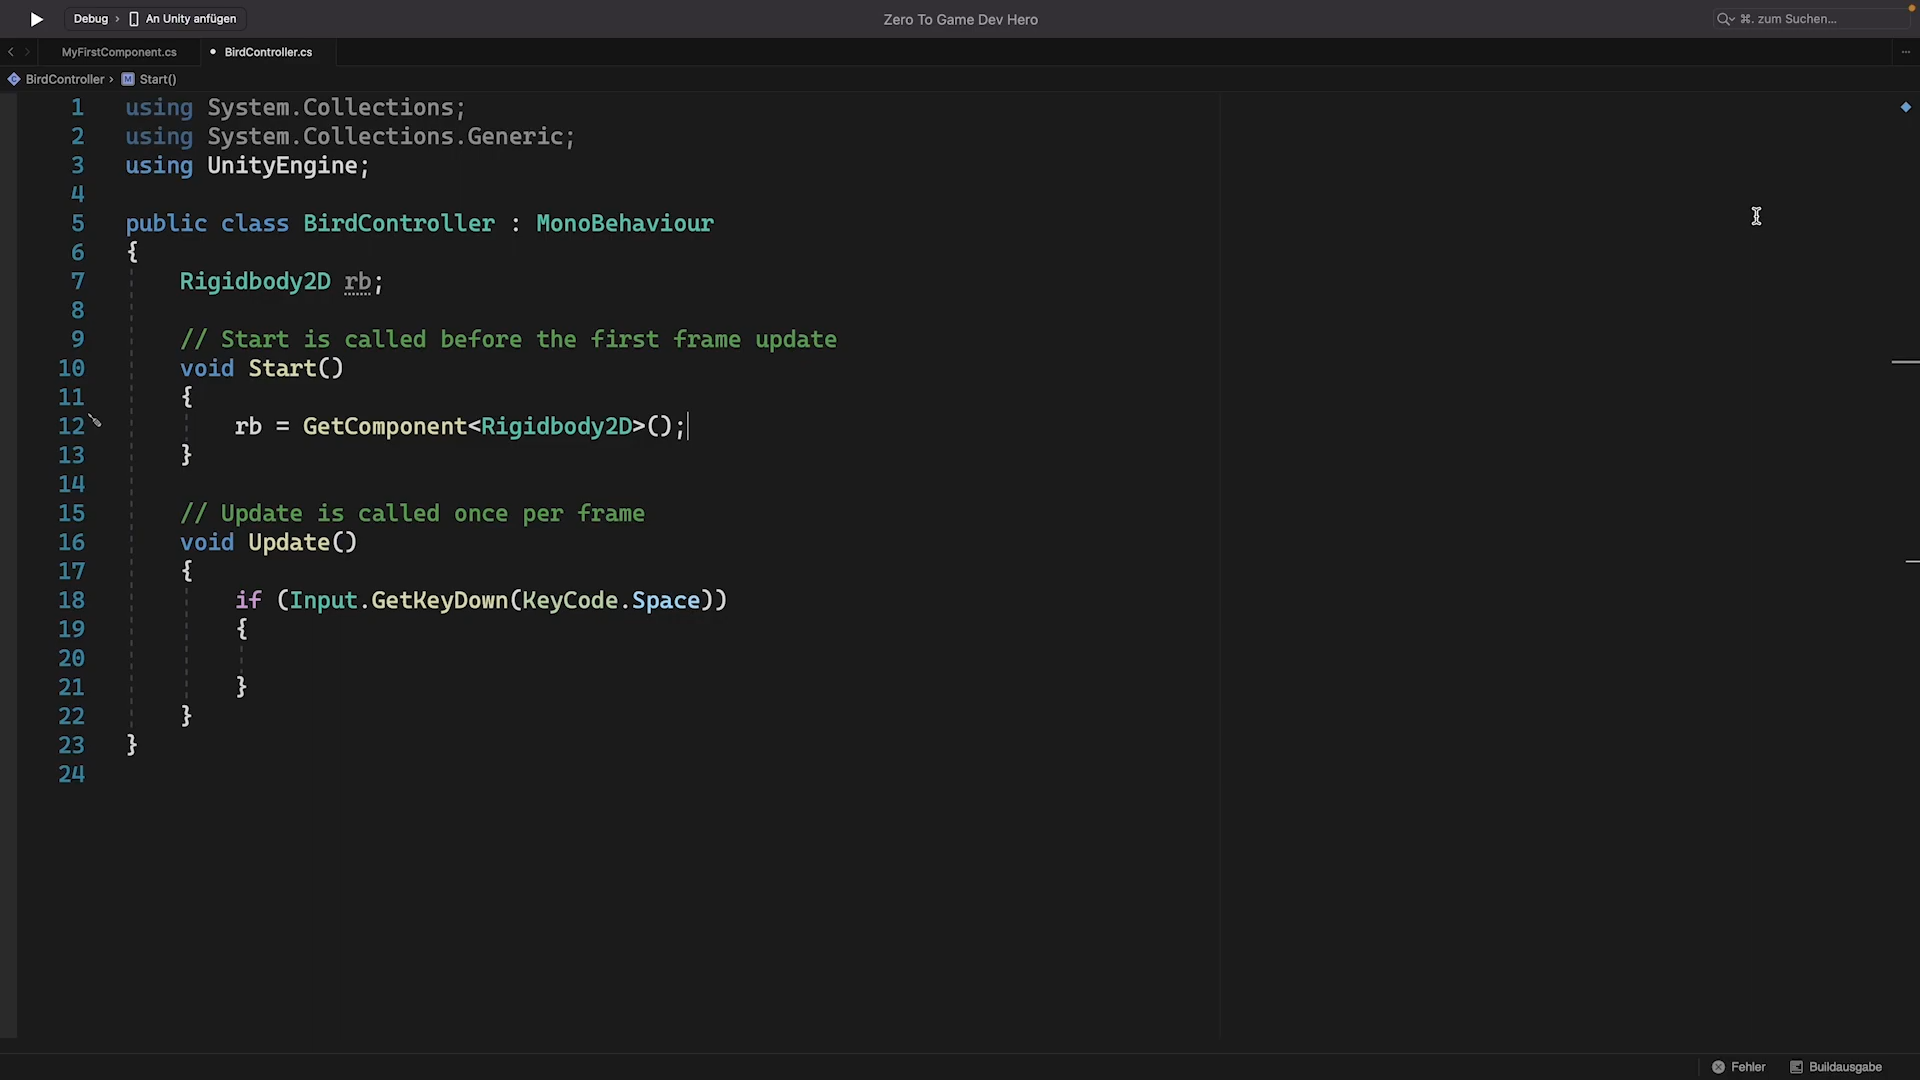 Debug › An Unity anfügen
Zero To Game Dev Hero
⌘. zum Suchen...
MyFirstComponent.cs
BirdController.cs
BirdController › M Start()
1 using System.Collections;
2 using System.Collections.Generic;
3 using UnityEngine;
4
5 public class BirdController : MonoBehaviour
6 {
7 Rigidbody2D rb;
8
9 // Start is called before the first frame update
10 void Start()
11 {
12 rb = GetComponent<Rigidbody2D>();
13 }
14
15 // Update is called once per frame
16 void Update()
17 {
18 if (Input.GetKeyDown(KeyCode.Space))
19 {
20
21 }
22 }
23 }
24
Fehler
Buildausgabe